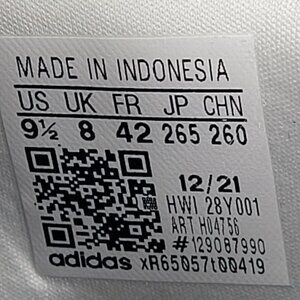 MADE IN INDONESIA
US UK FR JP CHN
9½ 8 42 265 260
12/21
HWI 28Y001
ART H04756
#129087990
adidas xR65057t00419